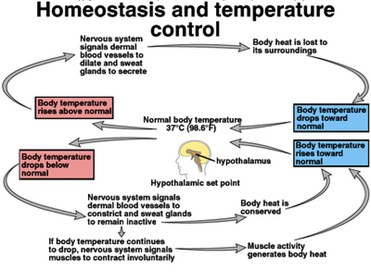 Homeostasis and temperature
control
Nervous system
signals dermal
blood vessels to
dilate and sweat
glands to secrete
Body heat is lost to
its surroundings
Body temperature
rises above normal
Normal body temperature
37°C (98.6°F)
Body temperature
drops toward
normal
Body temperature
drops below
normal
hypothalamus
Hypothalamic set point
Body temperature
rises toward
normal
Nervous system signals
dermal blood vessels to
constrict and sweat glands
to remain inactive
Body heat is
conserved
If body temperature continues
to drop, nervous system signals
muscles to contract involuntarily
Muscle activity
generates body heat